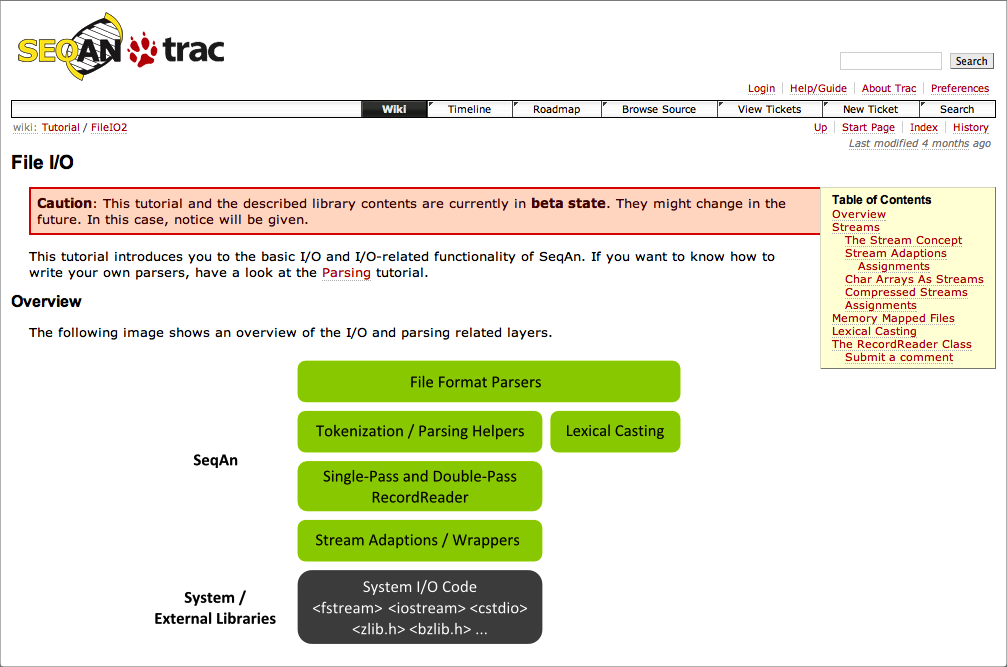 SEQAN trac
Search
Login Help/Guide About Trac Preferences
Wiki Timeline Roadmap Browse Source View Tickets New Ticket Search
wiki: Tutorial / FileIO2
Up Start Page Index History
Last modified 4 months ago
File I/O
Caution: This tutorial and the described library contents are currently in beta state. They might change in the
future. In this case, notice will be given.
Table of Contents
Overview
Streams
The Stream Concept
Stream Adaptions
Assignments
Char Arrays As Streams
Compressed Streams
Assignments
Memory Mapped Files
Lexical Casting
The RecordReader Class
Submit a comment
This tutorial introduces you to the basic I/O and I/O-related functionality of SeqAn. If you want to know how to
write your own parsers, have a look at the Parsing tutorial.
Overview
The following image shows an overview of the I/O and parsing related layers.
File Format Parsers
Tokenization / Parsing Helpers
Lexical Casting
SeqAn
Single-Pass and Double-Pass
RecordReader
Stream Adaptions / Wrappers
System /
External Libraries
System I/O Code
<fstream> <iostream> <cstdio>
<zlib.h> <bzlib.h> ...